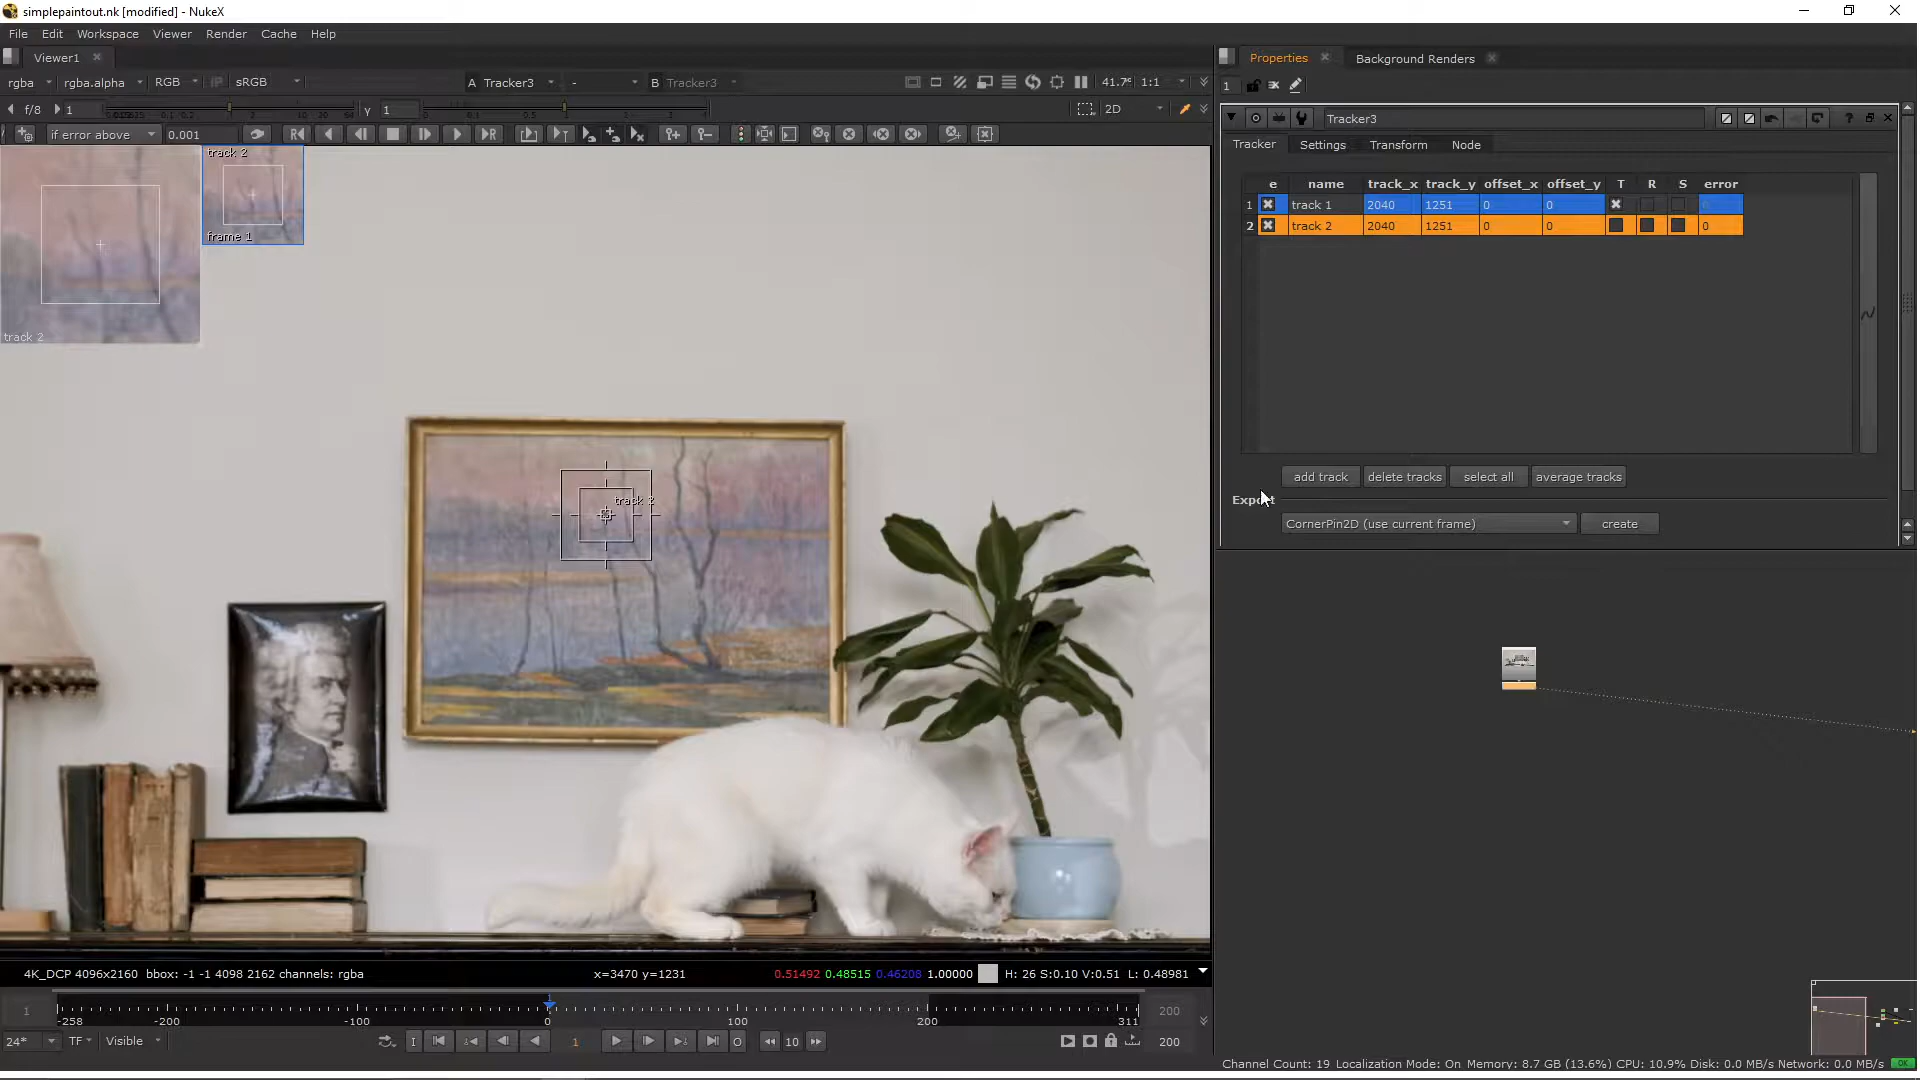 simplepaintout.nk [modified] - NukeX
File Edit Workspace Viewer Render Cache Help
Viewer1
Properties
Background Renders
rgba rgba.alpha RGB IP sRGB A Tracker3 - B Tracker3 41.7 1:1
1
f/8 1 y 1 2D
if error above 0.001
Tracker3
Tracker Settings Transform Node
e name track_x track_y offset_x offset_y T R S error
1 track 1 2040 1251 0 0
2 track 2 2040 1251 0 0 0
track 2
frame 1
track 2
track 2
add track delete tracks select all average tracks
Export
CornerPin2D (use current frame) create
4K_DCP 4096x2160 bbox: -1 -1 4098 2162 channels: rgba x=3470 y=1231 0.51492 0.48515 0.46208 1.00000 H: 26 S:0.10 V:0.51 L: 0.48981
1 -258 -200 -100 0 100 200 311 200
24* TF Visible I 1 O 10 200
Channel Count: 19 Localization Mode: On Memory: 8.7 GB (13.6%) CPU: 10.9% Disk: 0.0 MB/s Network: 0.0 MB/s